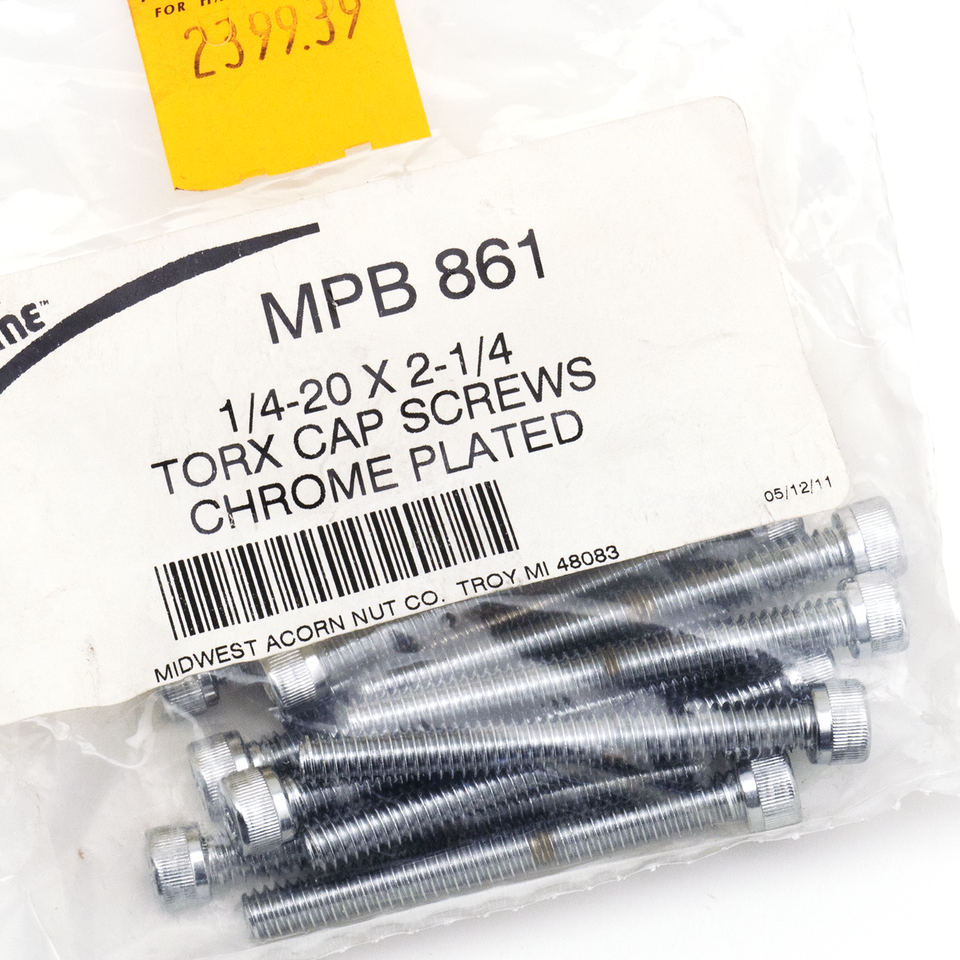 FOR
2399.39
MPB 861
1/4-20 X 2-1/4
TORX CAP SCREWS
CHROME PLATED
05/12/11
MIDWEST ACORN NUT CO. TROY MI 48083